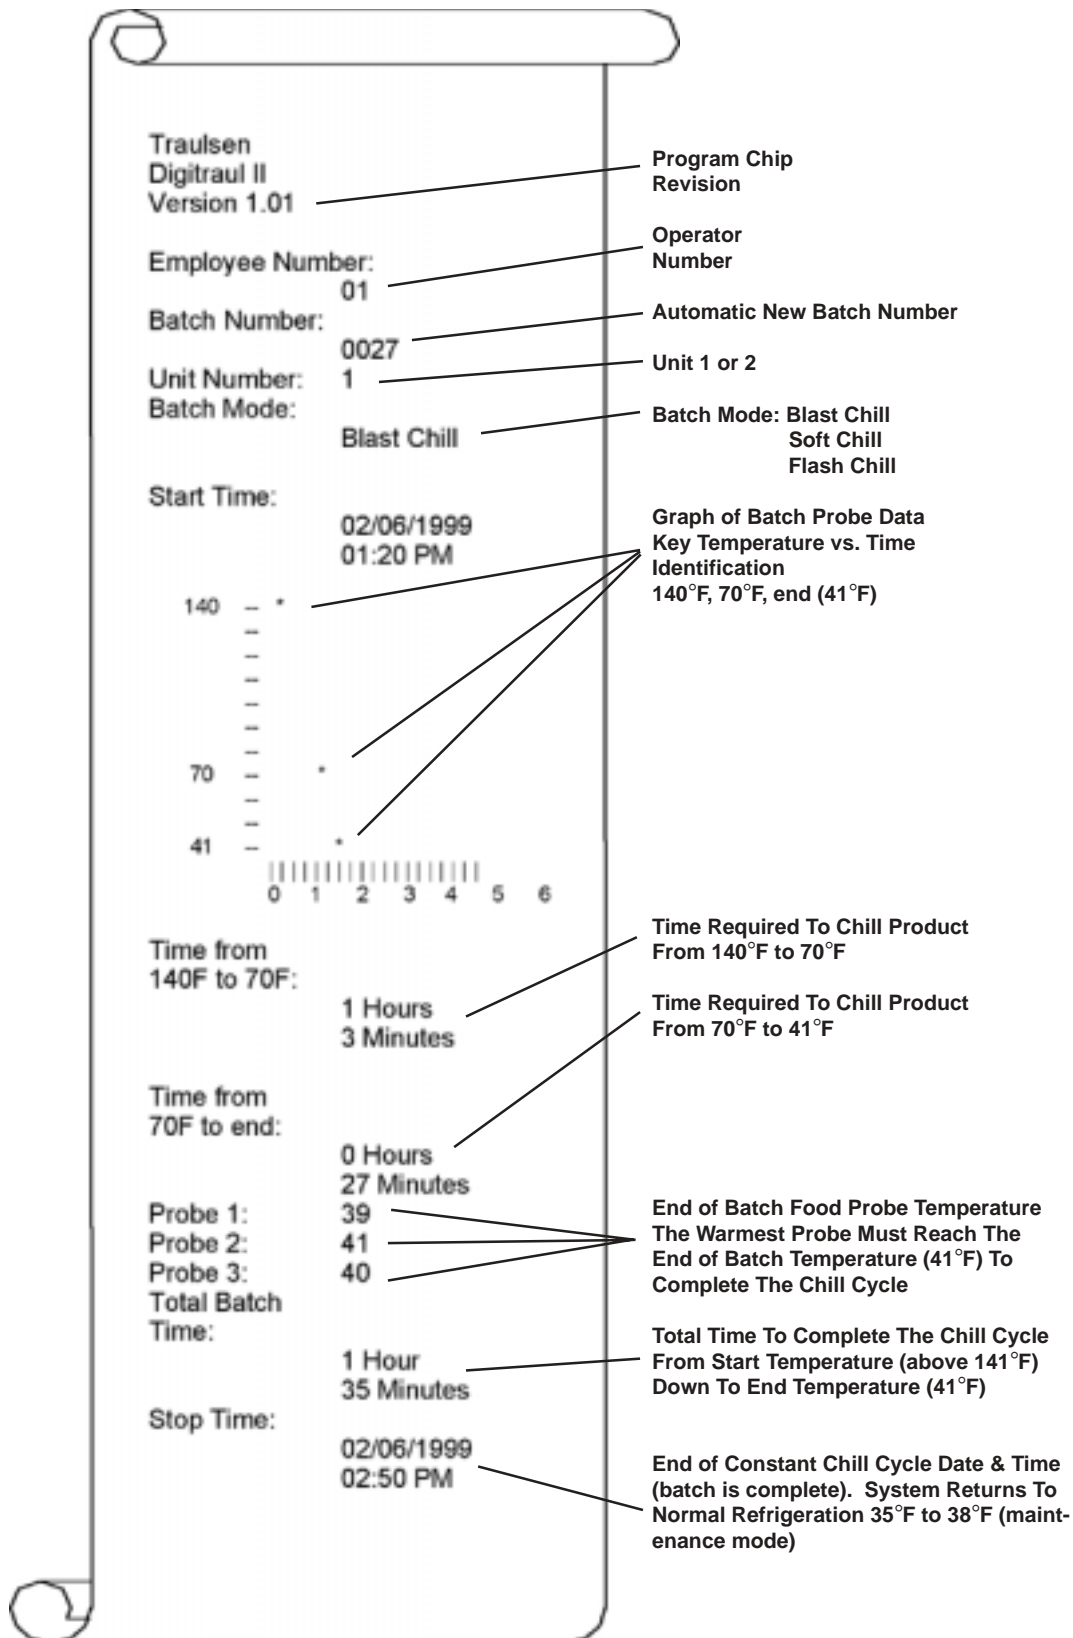 Traulsen
Digitraul II
Version 1.01
Program Chip
Revision
Employee Number:
01
Operator
Number
Batch Number:
0027
Automatic New Batch Number
Unit Number: 1
Unit 1 or 2
Batch Mode:
Blast Chill
Batch Mode: Blast Chill
Soft Chill
Flash Chill
Start Time:
02/06/1999
01:20 PM
Graph of Batch Probe Data
Key Temperature vs. Time
Identification
140°F, 70°F, end (41°F)
140 -- *
--
--
--
--
--
--
70 -- *
--
--
41 -- *
0 1 2 3 4 5 6
Time from
140F to 70F:
1 Hours
3 Minutes
Time Required To Chill Product
From 140°F to 70°F
Time from
70F to end:
0 Hours
27 Minutes
Time Required To Chill Product
From 70°F to 41°F
Probe 1: 39
Probe 2: 41
Probe 3: 40
End of Batch Food Probe Temperature
The Warmest Probe Must Reach The
End of Batch Temperature (41°F) To
Complete The Chill Cycle
Total Batch
Time:
1 Hour
35 Minutes
Total Time To Complete The Chill Cycle
From Start Temperature (above 141°F)
Down To End Temperature (41°F)
Stop Time:
02/06/1999
02:50 PM
End of Constant Chill Cycle Date & Time
(batch is complete). System Returns To
Normal Refrigeration 35°F to 38°F (maint-
enance mode)